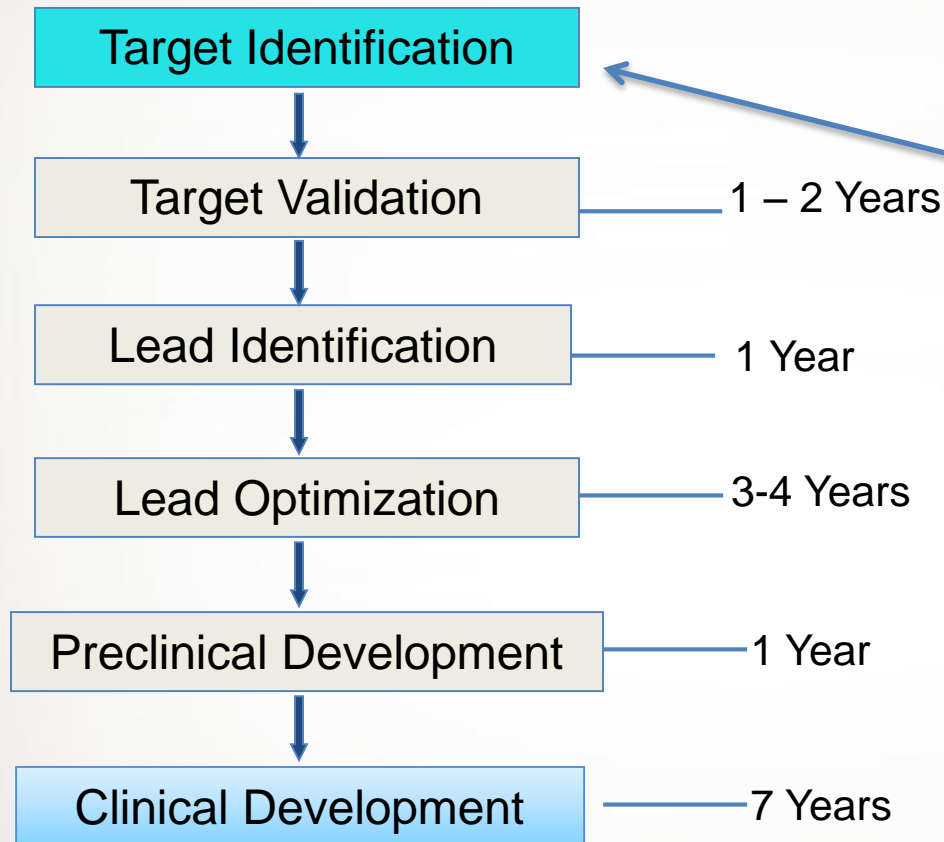 Target Identification
Target Validation
1 – 2 Years
Lead Identification
1 Year
Lead Optimization
3-4 Years
Preclinical Development
1 Year
Clinical Development
7 Years